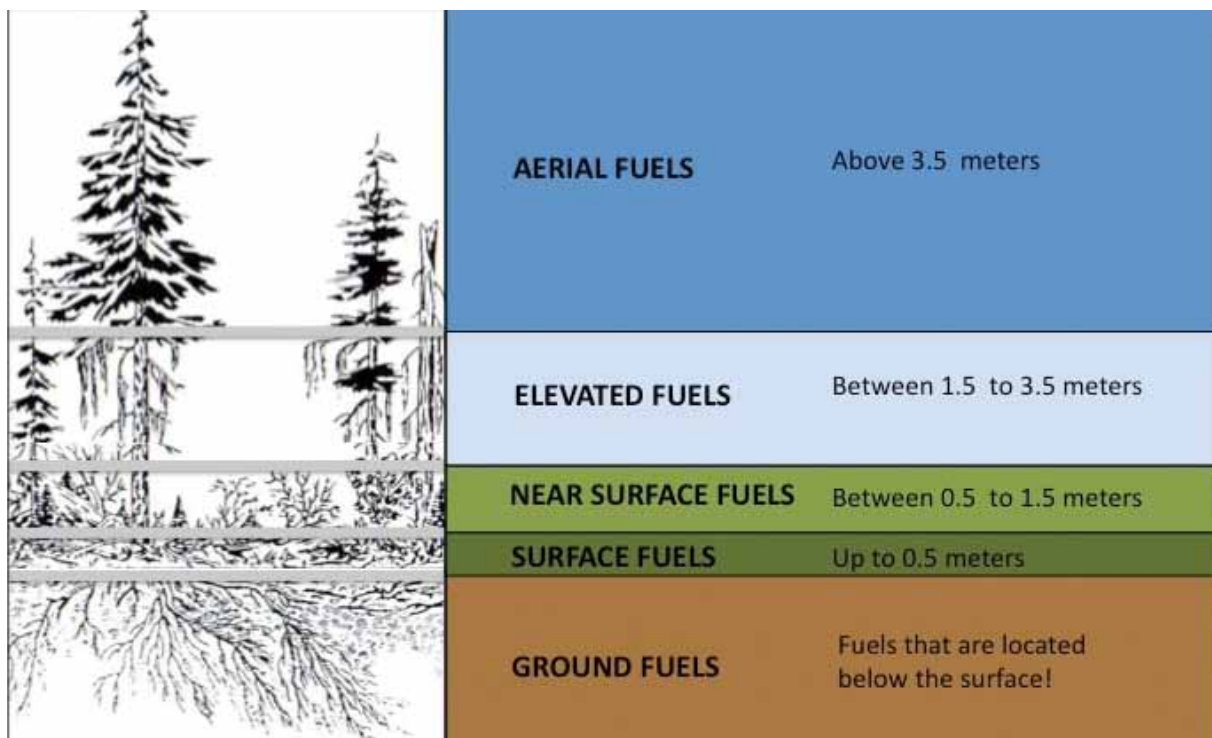 AERIAL FUELS Above 3.5 meters
ELEVATED FUELS Between 1.5 to 3.5 meters
NEAR SURFACE FUELS Between 0.5 to 1.5 meters
SURFACE FUELS Up to 0.5 meters
GROUND FUELS Fuels that are located
below the surface!